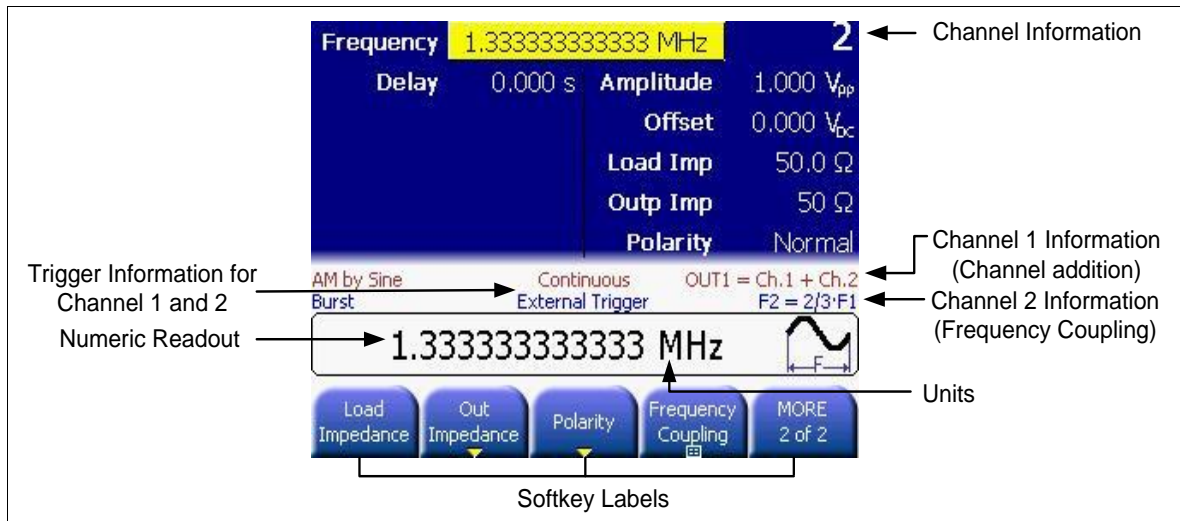 Frequency 1.333333333333 MHz 2
Channel Information
Delay 0.000 s Amplitude 1.000 Vpp
Offset 0.000 VDC
Load Imp 50.0 Ω
Outp Imp 50 Ω
Polarity Normal
Channel 1 Information
(Channel addition)
Trigger Information for
Channel 1 and 2
AM by Sine Continuous OUT1 = Ch.1 + Ch.2
Burst External Trigger F2 = 2/3·F1
Channel 2 Information
(Frequency Coupling)
Numeric Readout
1.333333333333 MHz
F
Units
Load
Impedance
Out
Impedance
Polarity
Frequency
Coupling
MORE
2 of 2
Softkey Labels